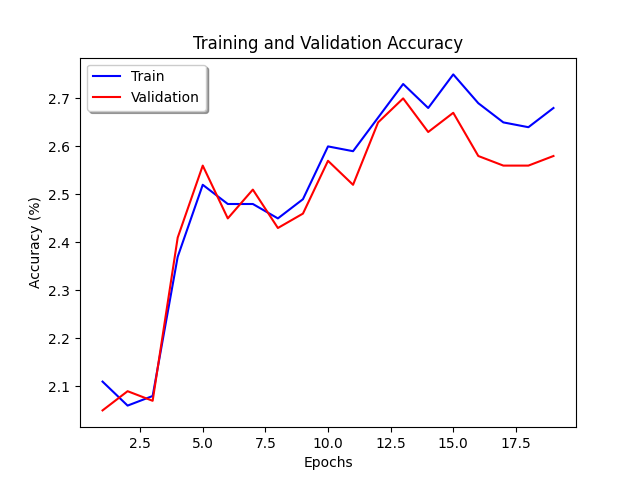 Training and Validation Accuracy
Train
Validation
2.7
2.6
2.5
2.4
2.3
2.2
2.1
Accuracy (%)
2.5
5.0
7.5
10.0
12.5
15.0
17.5
Epochs